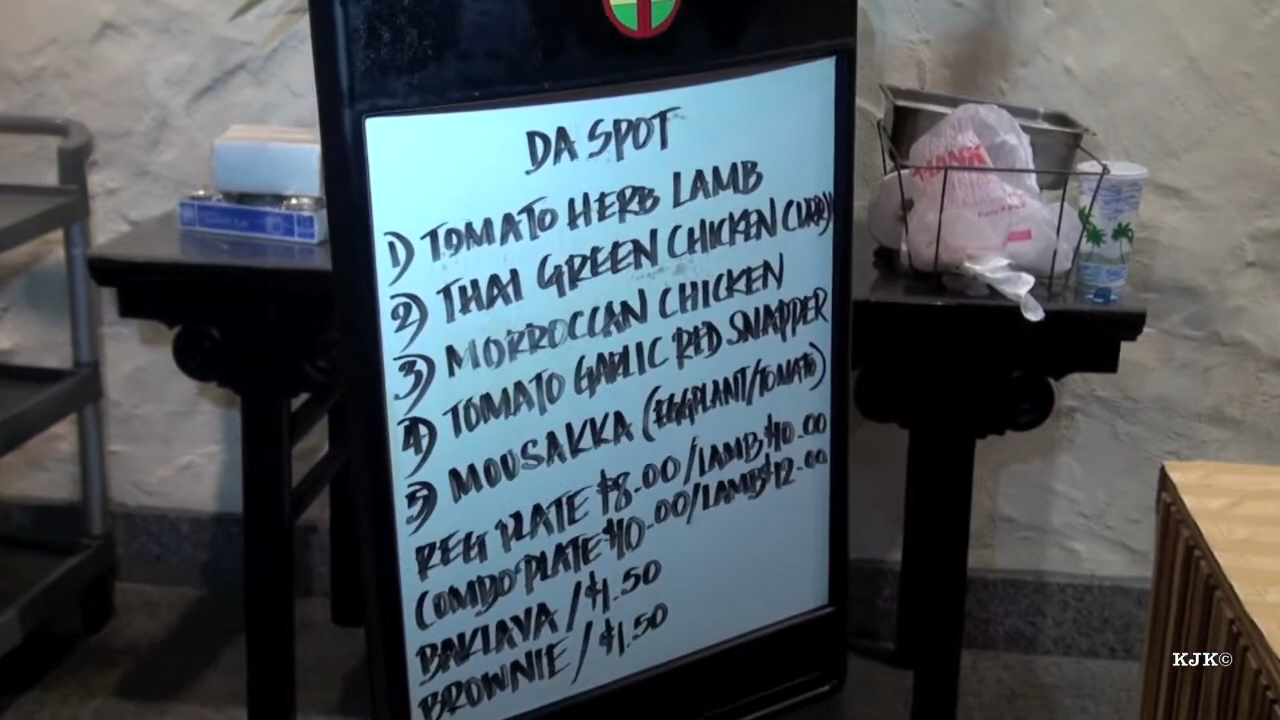 DA SPOT
1) TOMATO HERB LAMB
2) THAI GREEN CHICKEN CURRY
3) MORROCCAN CHICKEN
4) TOMATO GARLIC RED SNAPPER
5) MOUSAKKA (EGGPLANT/TOMATO)
REG PLATE $8.00/LAMB $10.00
COMBO PLATE $10.00/LAMB $12.00
BAKLAVA / $1.50
BROWNIE / $1.50
THANK
KJK©